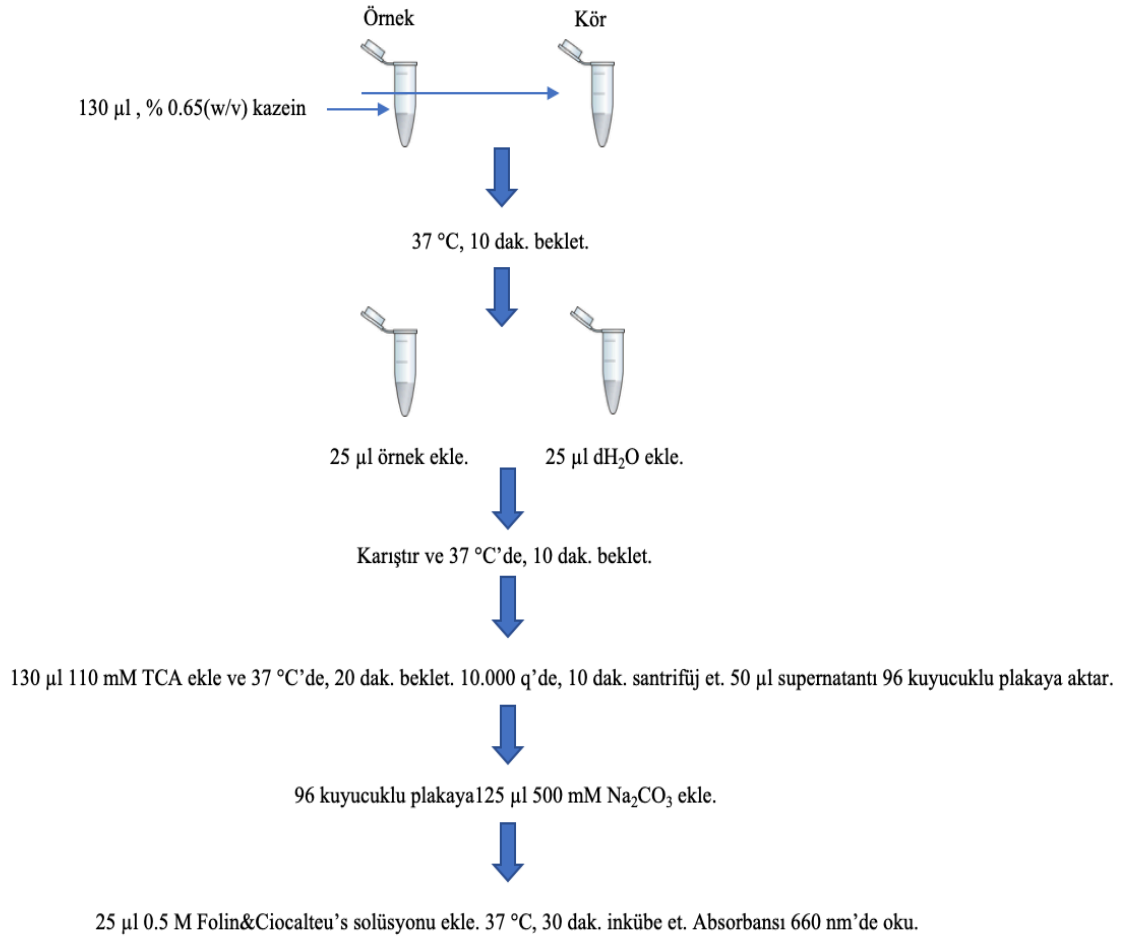 Örnek
Kör
130 µl , % 0.65(w/v) kazein
37 °C, 10 dak. beklet.
25 µl örnek ekle.
25 µl dH₂O ekle.
Karıştır ve 37 °C’de, 10 dak. beklet.
130 µl 110 mM TCA ekle ve 37 °C’de, 20 dak. beklet. 10.000 q’de, 10 dak. santrifüj et. 50 µl supernatantı 96 kuyucuklu plakaya aktar.
96 kuyucuklu plakaya125 µl 500 mM Na₂CO₃ ekle.
25 µl 0.5 M Folin&Ciocalteu’s solüsyonu ekle. 37 °C, 30 dak. inkübe et. Absorbansı 660 nm’de oku.